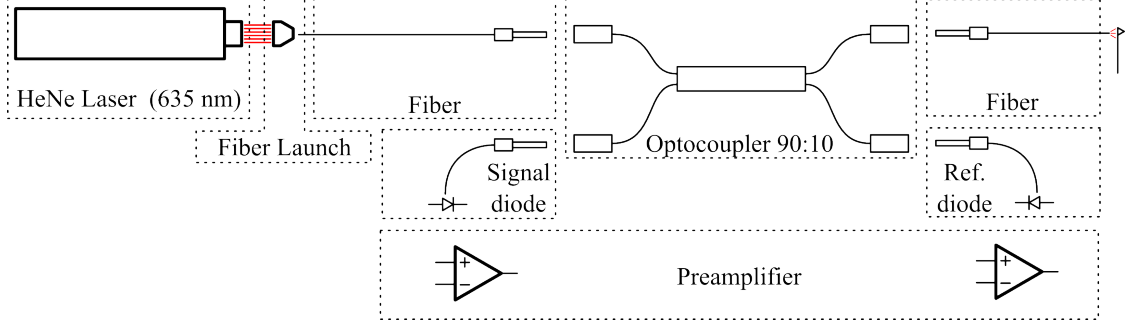 HeNe Laser (635 nm)
Fiber
Fiber Launch
Optocoupler 90:10
Fiber
Signal
diode
Ref.
diode
+
−
Preamplifier
+
−